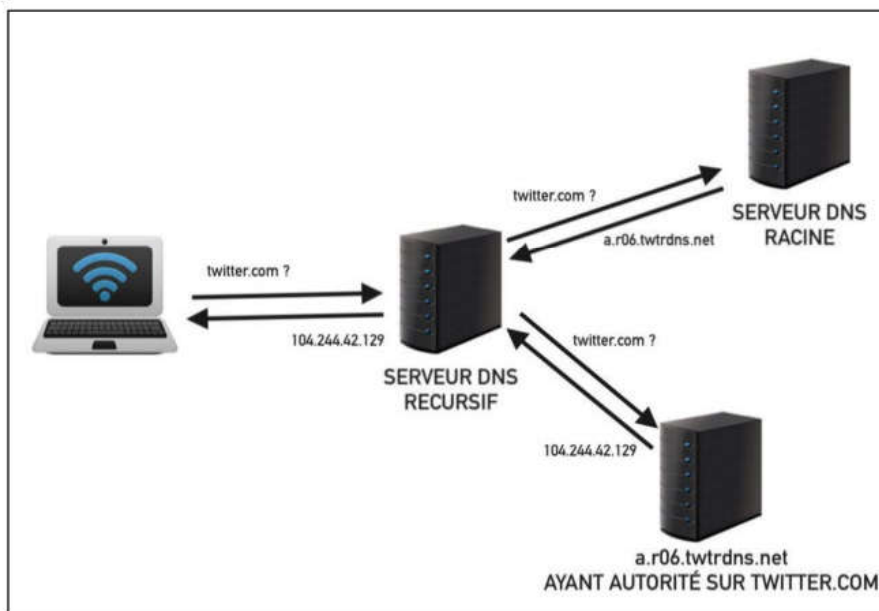 twitter.com ?
104.244.42.129
SERVEUR DNS
RECURSIF
twitter.com ?
a.r06.twtrdns.net
SERVEUR DNS
RACINE
twitter.com ?
104.244.42.129
a.r06.twtrdns.net
AYANT AUTORITÉ SUR TWITTER.COM